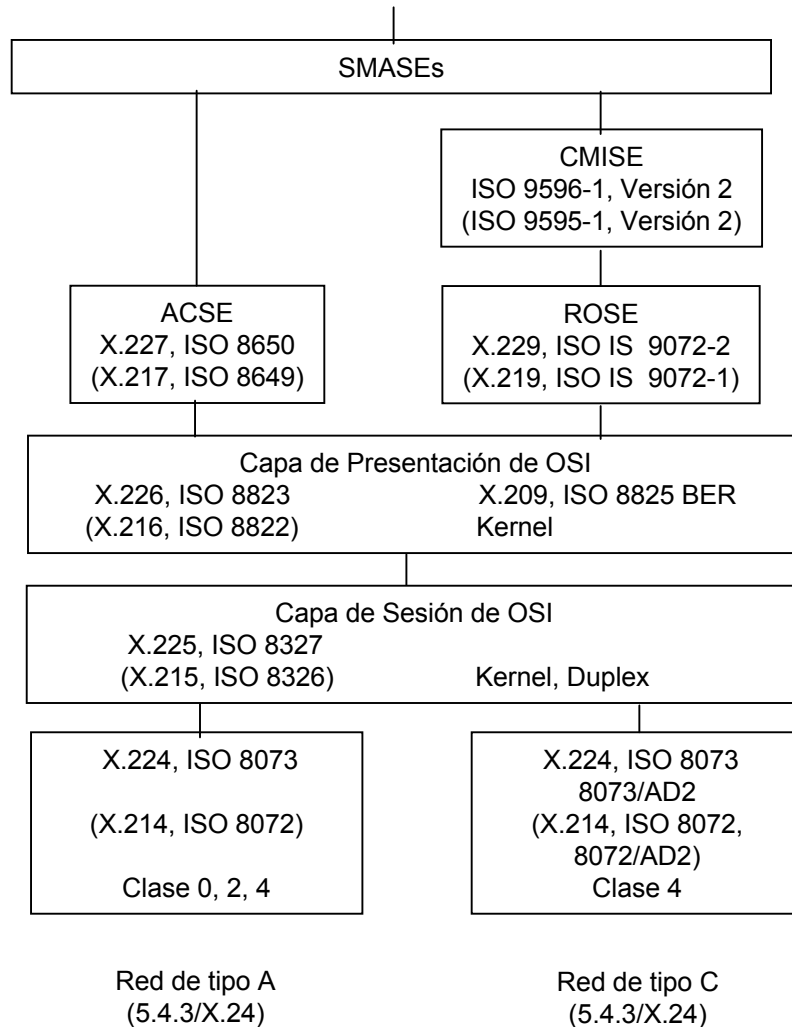 SMASEs
CMISE
ISO 9596-1, Versión 2
(ISO 9595-1, Versión 2)
ACSE
X.227, ISO 8650
(X.217, ISO 8649)
ROSE
X.229, ISO IS 9072-2
(X.219, ISO IS 9072-1)
Capa de Presentación de OSI
X.226, ISO 8823 X.209, ISO 8825 BER
(X.216, ISO 8822) Kernel
Capa de Sesión de OSI
X.225, ISO 8327
(X.215, ISO 8326) Kernel, Duplex
X.224, ISO 8073
(X.214, ISO 8072)
Clase 0, 2, 4
X.224, ISO 8073
8073/AD2
(X.214, ISO 8072,
8072/AD2)
Clase 4
Red de tipo A
(5.4.3/X.24)
Red de tipo C
(5.4.3/X.24)